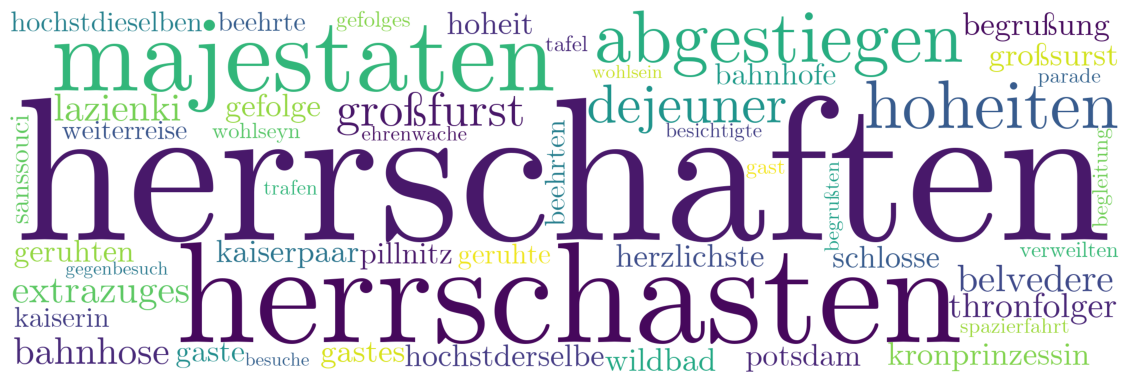 hochstdieselben beehrte gefolges hoheit tafel abgestiegen begrußung
majestaten wohlsein bahnhofe großsurst parade
lazienki gefolge großfurst dejeuner hoheiten
weiterreise wohlseyn ehrenwache besichtigte
sanssouci herrschaften begleitung
trafen beehrten gast begrußten
geruhten kaiserpaar pillnitz geruhte herzlichste schlosse verweilten
gegenbesuch belvedere
extrazuges herrschasten thronfolger
kaiserin spazierfahrt
bahnhose gaste besuche gastes hochstderselbe wildbad potsdam kronprinzessin